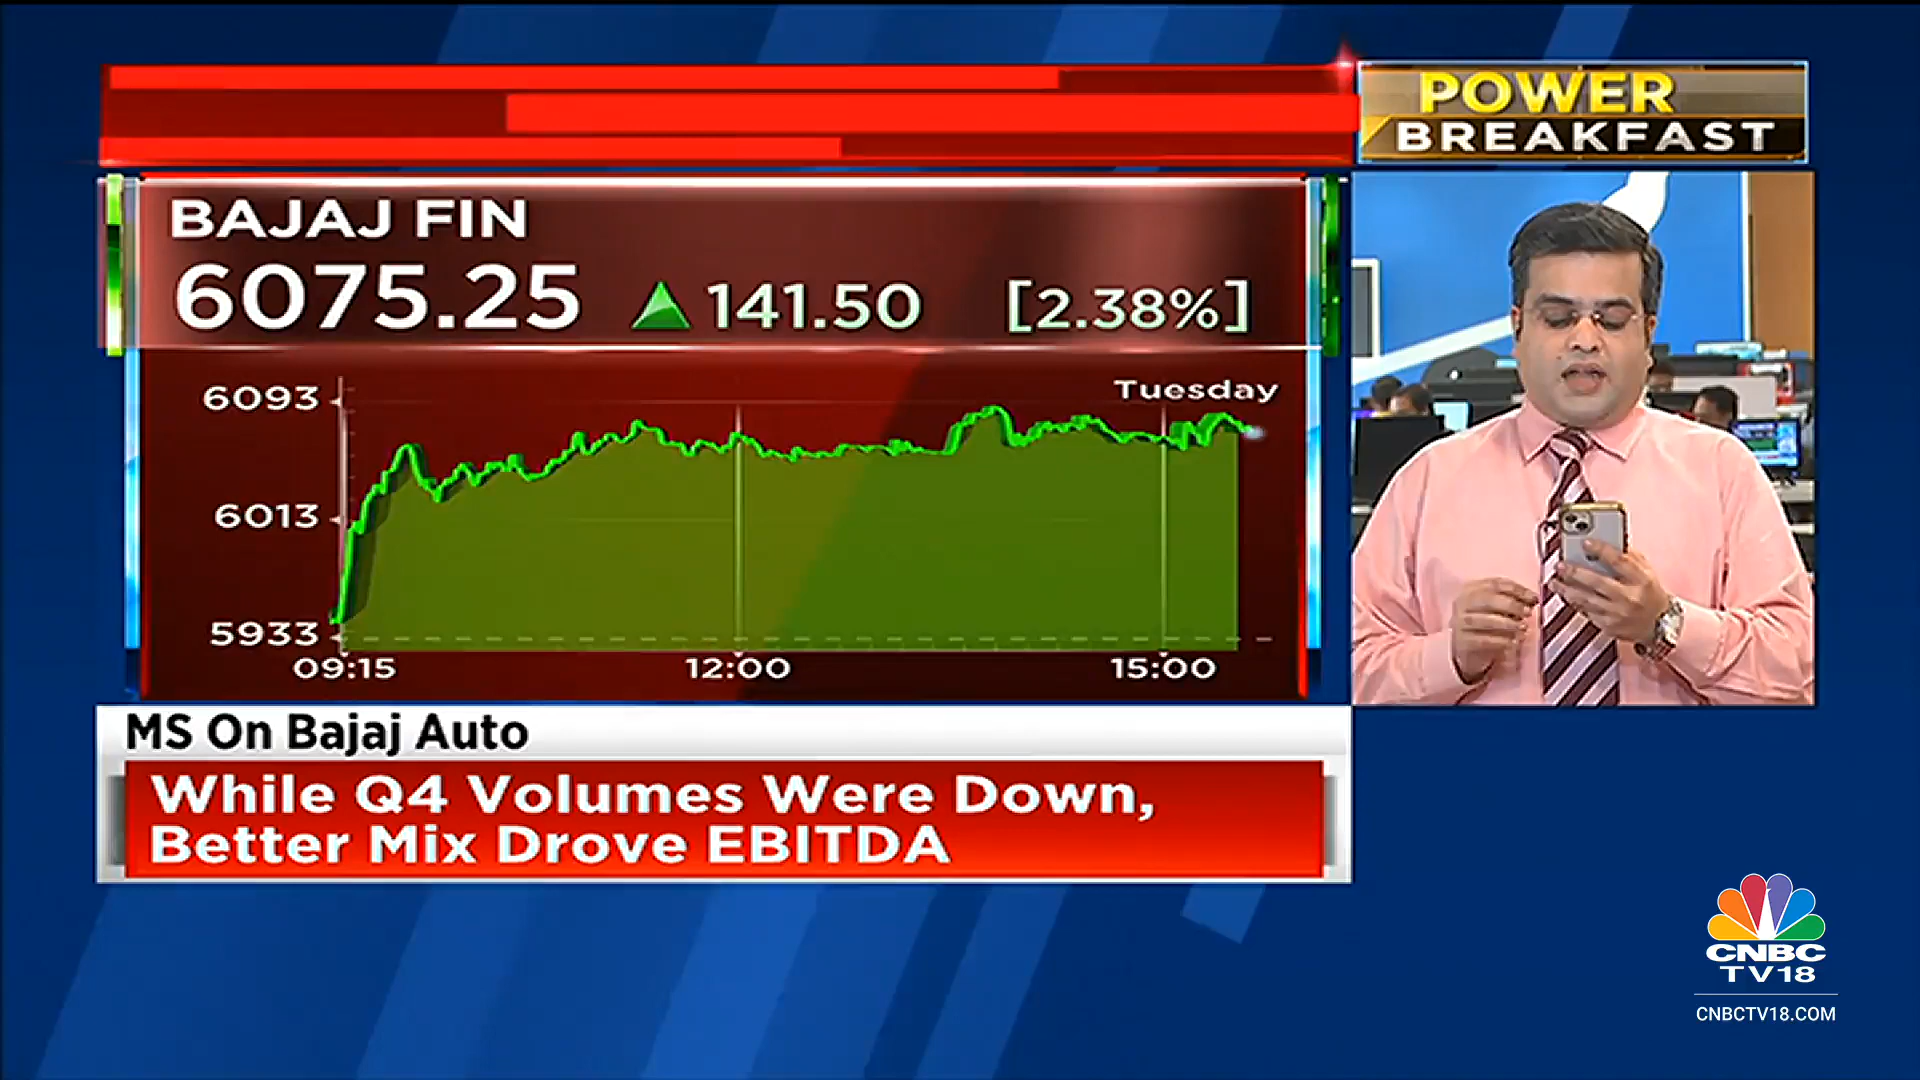 POWER
BREAKFAST
BAJAJ FIN
6075.25 ▲ 141.50 [2.38%]
Tuesday
6093
6013
5933
09:15 12:00 15:00
MS On Bajaj Auto
While Q4 Volumes Were Down,
Better Mix Drove EBITDA
CNBC
TV18
CNBCTV18.COM